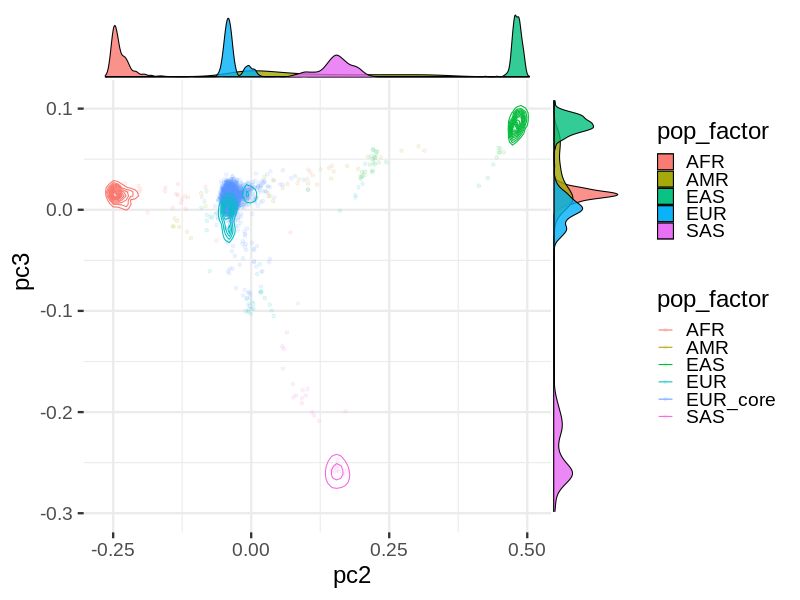 0.1
0.0
-0.1
-0.2
-0.3
pc3
-0.25
0.00
0.25
0.50
pc2
pop_factor
AFR
AMR
EAS
EUR
SAS
pop_factor
AFR
AMR
EAS
EUR
EUR_core
SAS